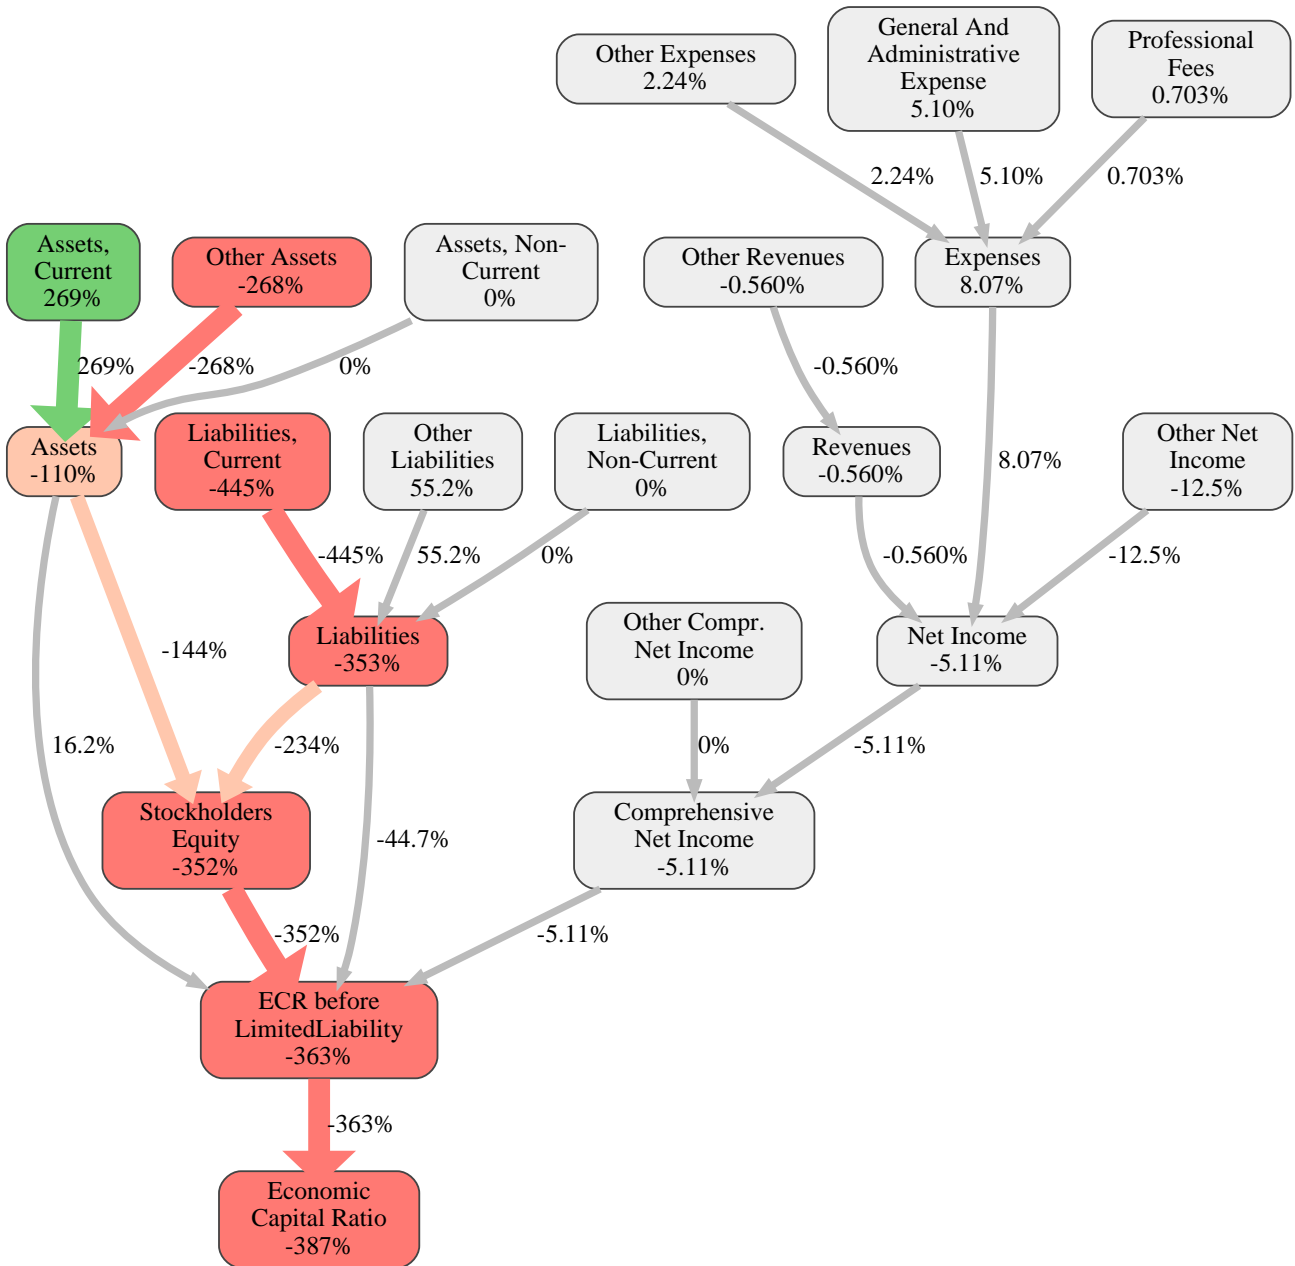 Other Expenses
2.24%
General And
Administrative
Expense
5.10%
Professional
Fees
0.703%
2.24%
5.10%
0.703%
Assets,
Current
269%
Other Assets
-268%
Assets, Non-
Current
0%
Other Revenues
-0.560%
Expenses
8.07%
269%
-268%
0%
-0.560%
Assets
-110%
Liabilities,
Current
-445%
Other
Liabilities
55.2%
Liabilities,
Non-Current
0%
Revenues
-0.560%
8.07%
Other Net
Income
-12.5%
-445%
55.2%
0%
-0.560%
-12.5%
-144%
Liabilities
-353%
Other Compr.
Net Income
0%
Net Income
-5.11%
16.2%
-234%
0%
-5.11%
Stockholders
Equity
-352%
-44.7%
Comprehensive
Net Income
-5.11%
-352%
-5.11%
ECR before
LimitedLiability
-363%
-363%
Economic
Capital Ratio
-387%